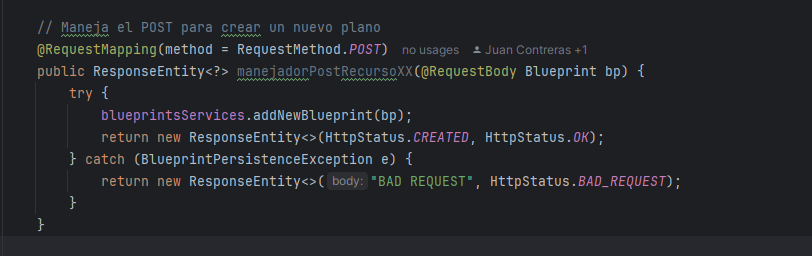 // Maneja el POST para crear un nuevo plano
@RequestMapping(method = RequestMethod.POST) no usages Juan Contreras +1
public ResponseEntity<?> manejadorPostRecursoXX(@RequestBody Blueprint bp) {
try {
blueprintsServices.addNewBlueprint(bp);
return new ResponseEntity<>(HttpStatus.CREATED, HttpStatus.OK);
} catch (BlueprintPersistenceException e) {
return new ResponseEntity<>( body: "BAD REQUEST", HttpStatus.BAD_REQUEST);
}
}